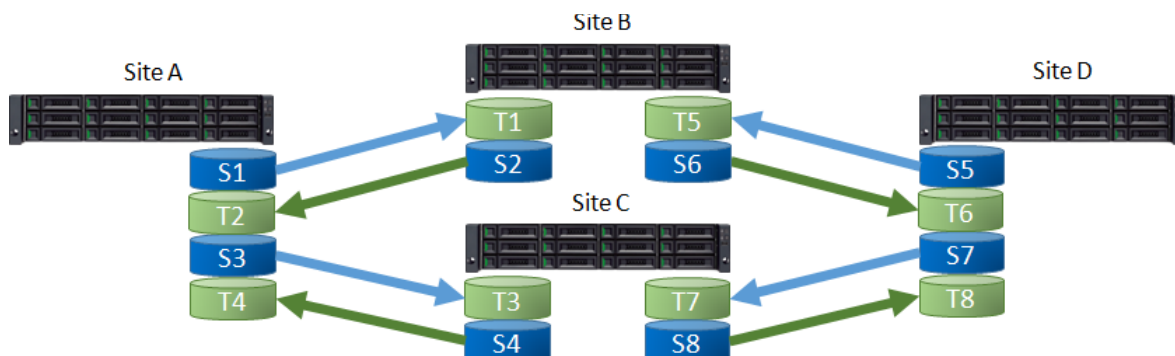 Site B
Site A
Site D
T1
T5
S1
S2
S6
S5
T2
Site C
T6
S3
S7
T4
T3
T7
T8
S4
S8